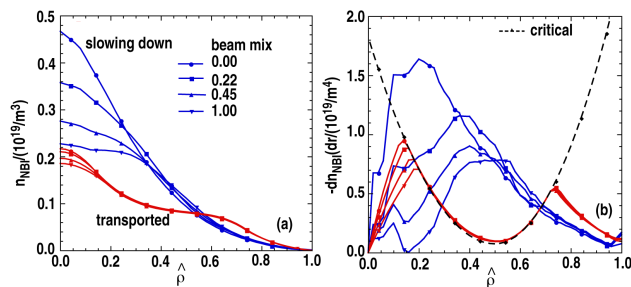 0.5
0.4
0.3
0.2
0.1
0.0
n_NBI/(10^19/m^3)
slowing down
beam mix
0.00
0.22
0.45
1.00
transported
(a)
0.0 0.2 0.4 0.6 0.8 1.0
ρ̂
2.0
1.5
1.0
0.5
0.0
-dn_NBI(dr/(10^19/m^4)
critical
(b)
0.0 0.2 0.4 0.6 0.8 1.0
ρ̂